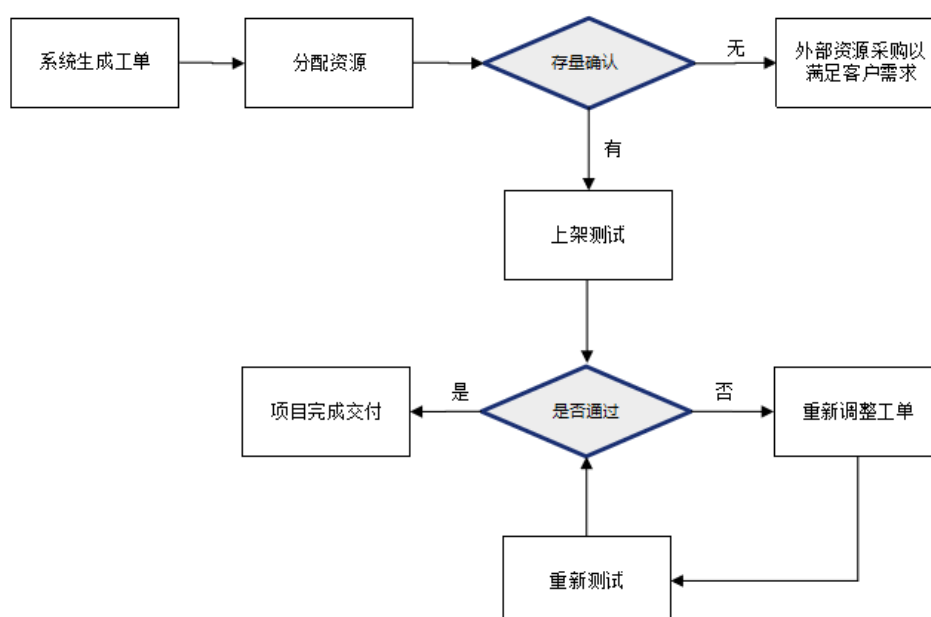 系统生成工单
分配资源
存量确认
无
外部资源采购以
满足客户需求
有
上架测试
项目完成交付
是
是否通过
否
重新调整工单
重新测试